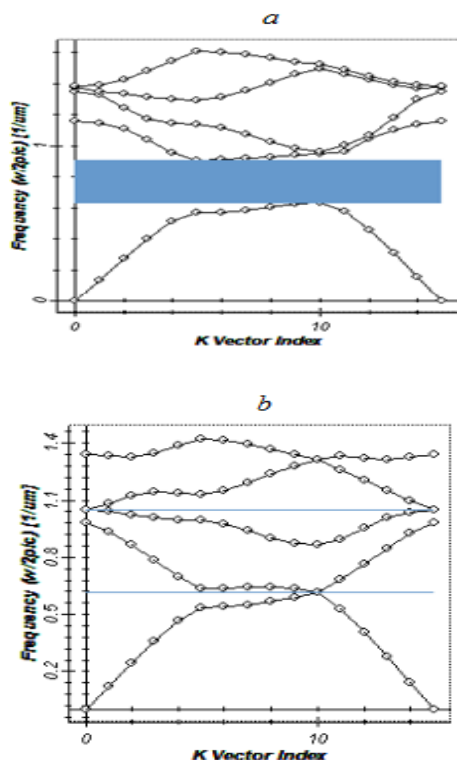 a
Frequency (w/2pic) [1/um]
1
0
0 10
K Vector Index
b
Frequency (w/2pic) [1/um]
1.4
1.1
0.8
0.5
0.2
0 10
K Vector Index